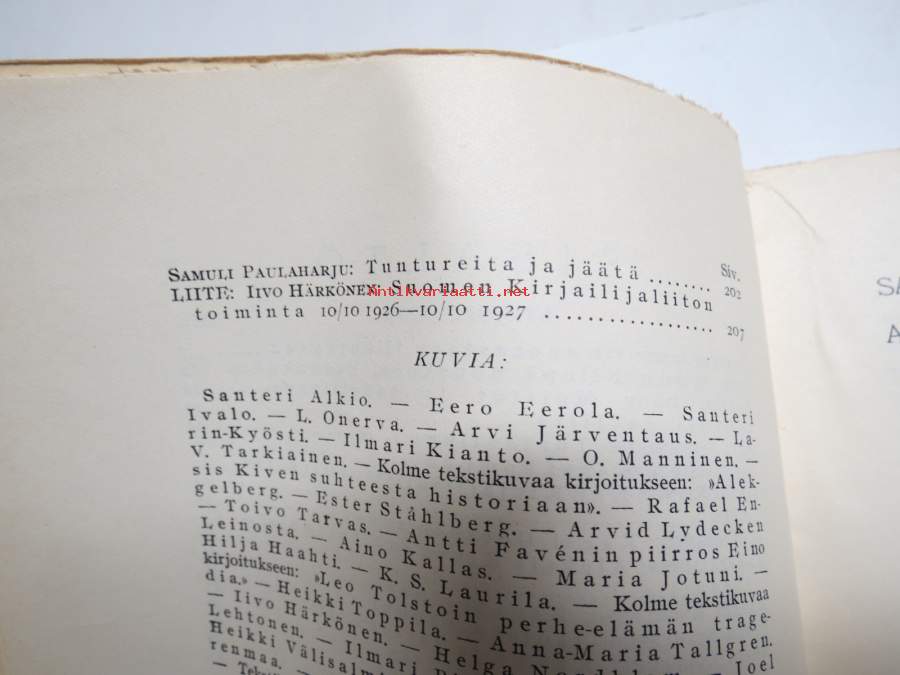 Siv.
SAMULI PAULAHARJU: Tuntureita ja jäätä ........ 202
LIITE: IIVO HÄRKÖNEN: Suomen Kirjailijaliiton
toiminta 10/10 1926—10/10 1927 .................. 207
Antikvariaatti.net
KUVIA:
Santeri Alkio. — Eero Eerola. — Santeri
Ivalo. — L. Onerva. — Arvi Järventaus. — La-
rin-Kyösti. — Ilmari Kianto. — O. Manninen. —
V. Tarkiainen. — Kolme tekstikuvaa kirjoitukseen: »Alek-
sis Kiven suhteesta historiaan». — Rafael En-
gelberg. — Ester Ståhlberg. — Arvid Lydecken
— Toivo Tarvas. — Antti Favénin piirros Eino
Leinosta. — Aino Kallas. — Maria Jotuni. —
Hilja Haahti. — K. S. Laurila. — Kolme tekstikuvaa
kirjoitukseen: »Leo Tolstoin perhe-elämän trage-
dia.» — Heikki Toppila. — Anna-Maria Tallgren.
— Iivo Härkönen. — Helga — Joel
Lehtonen. — Ilmari
Heikki Välisalm
renmaa. —
SA
A